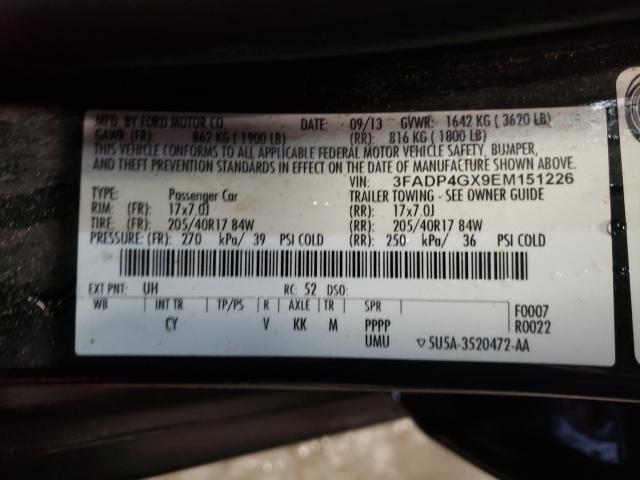 MFD. BY FORD MOTOR CO. DATE: 09/13 GVWR: 1642 KG ( 3620 LB)
GAWR: (FR): 862 KG ( 1900 LB) (RR): 816 KG ( 1800 LB)
THIS VEHICLE CONFORMS TO ALL APPLICABLE FEDERAL MOTOR VEHICLE SAFETY, BUMPER,
AND THEFT PREVENTION STANDARDS IN EFFECT ON THE DATE OF MANUFACTURE SHOWN ABOVE.
VIN: 3FADP4GX9EM151226
TYPE: Passenger Car TRAILER TOWING - SEE OWNER GUIDE
RIM: (FR): 17x7.0J (RR): 17x7.0J
TIRE: (FR): 205/40R17 84W (RR): 205/40R17 84W
PRESSURE: (FR): 270 kPa/ 39 PSI COLD (RR): 250 kPa/ 36 PSI COLD
EXT PNT: UH RC: 52 DSO:
WB INT TR TP/PS R AXLE TR SPR F0007
CY V KK M PPPP R0022
UMU ▽5U5A-3520472-AA